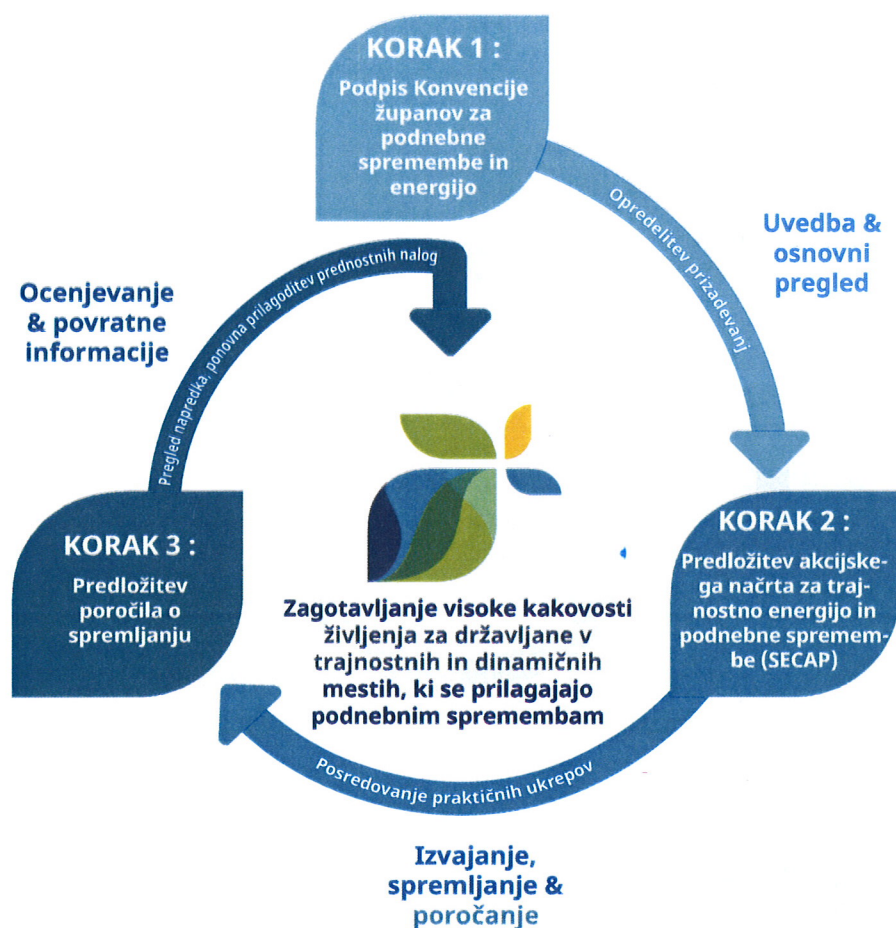 KORAK 1 :
Podpis Konvencije
županov za
podnebne
spremembe in
energijo
Opredelitev prizadevanj
Uvedba &
osnovni
pregled
KORAK 2 :
Predložitev akcijske-
ga načrta za traj-
nostno energijo in
podnebne spremem-
be (SECAP)
Posredovanje praktičnih ukrepov
Izvajanje,
spremljanje &
poročanje
KORAK 3 :
Predložitev
poročila o
spremljanju
Pregled napredka, ponovna prilagoditev prednostnih nalog
Ocenjevanje
& povratne
informacije
Zagotavljanje visoke kakovosti
življenja za državljane v
trajnostnih in dinamičnih
mestih, ki se prilagajajo
podnebnim spremembam